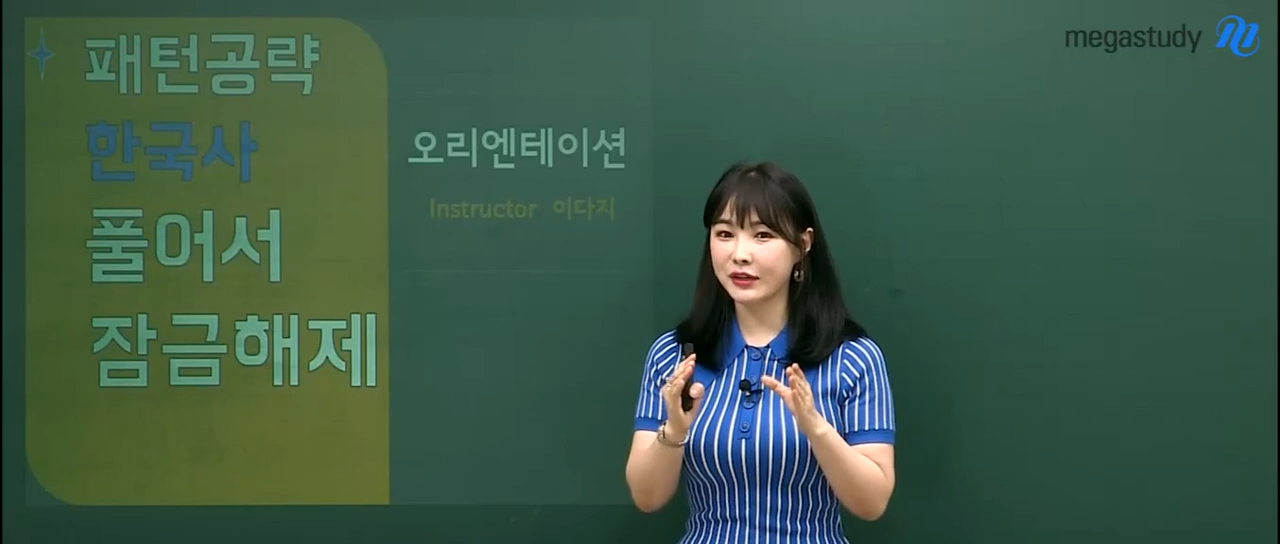 패턴공략
한국사
풀어서
잠금해제
오리엔테이션
Instructor 이다지
megastudy